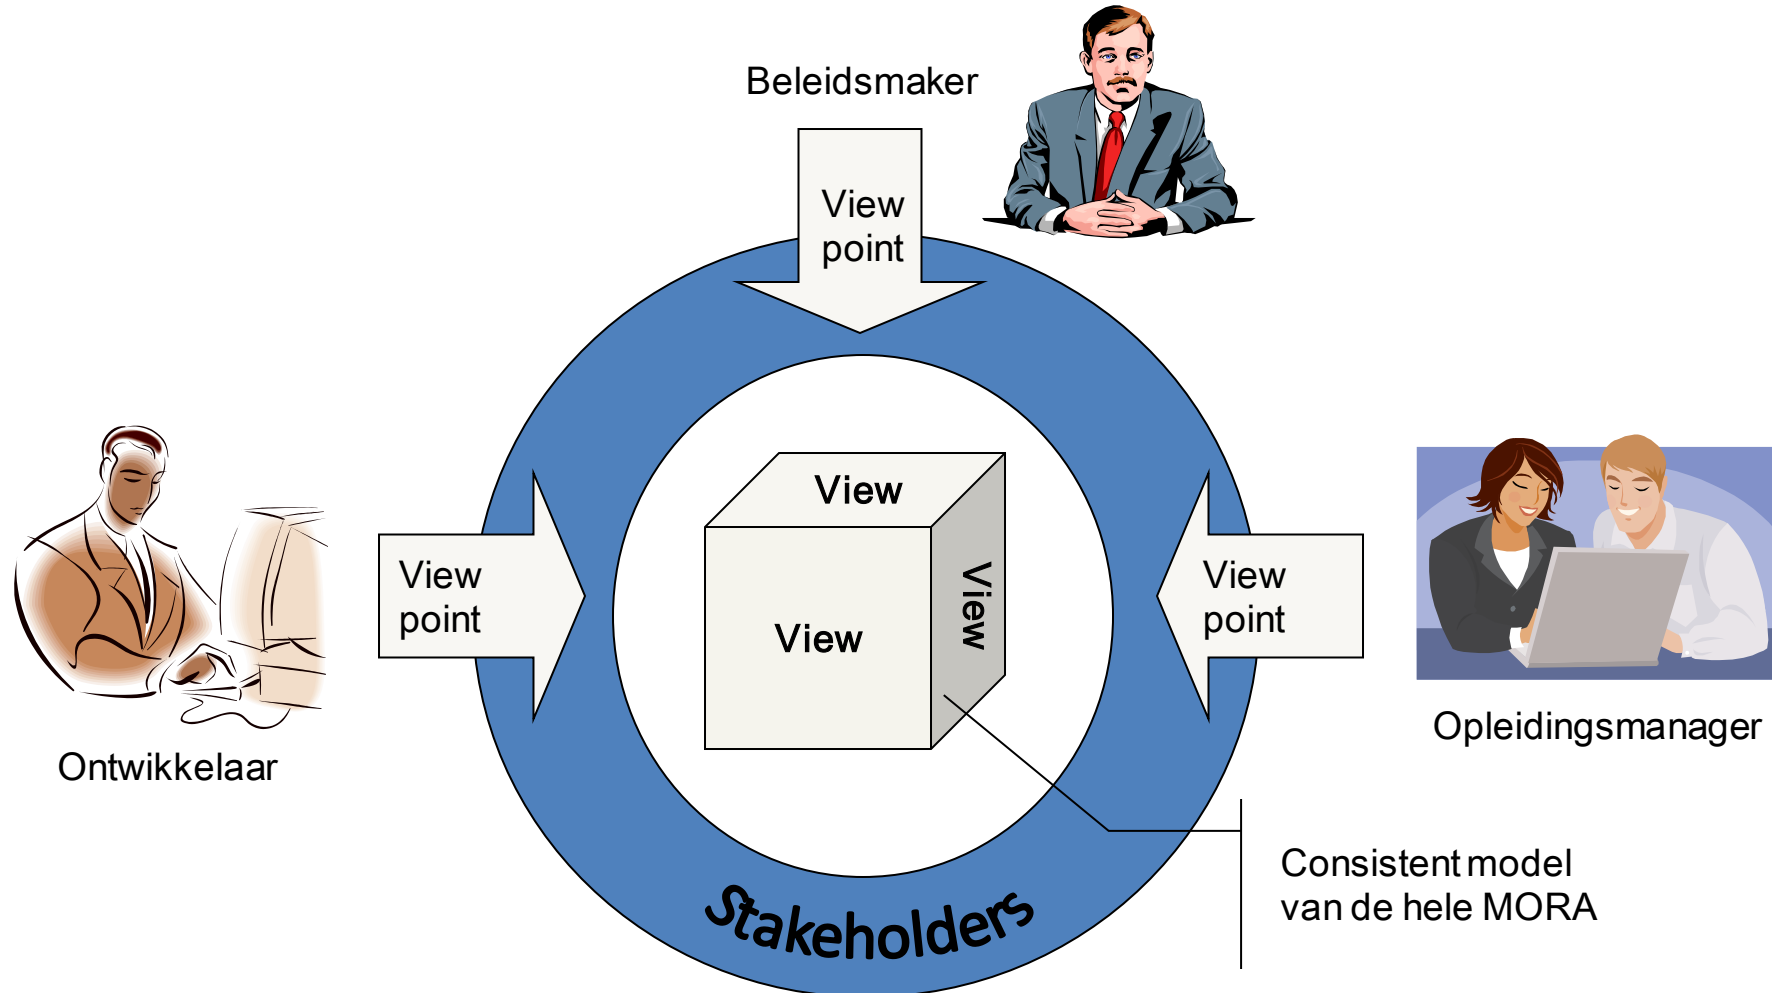 Beleidsmaker
View
point
View
View
point
View
View
View
point
Opleidingsmanager
Ontwikkelaar
Consistent model
van de hele MORA
Stakeholders